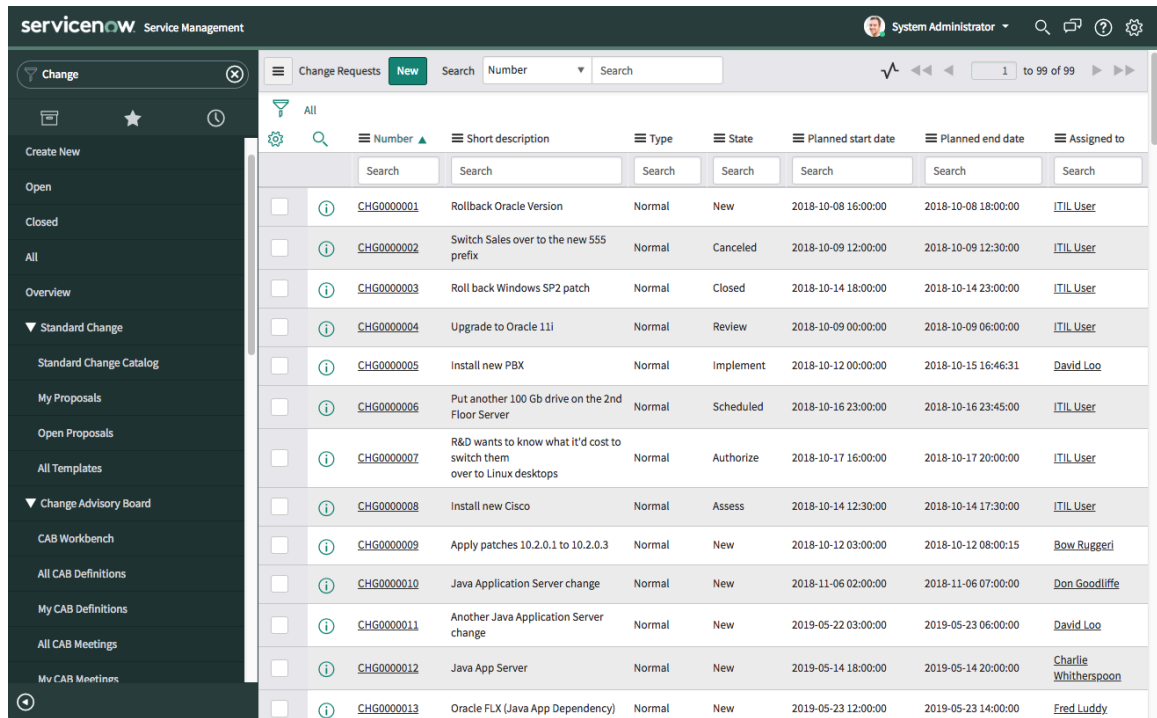 servicenow Service Management
System Administrator
Change
Create New
Open
Closed
All
Overview
Standard Change
Standard Change Catalog
My Proposals
Open Proposals
All Templates
Change Advisory Board
CAB Workbench
All CAB Definitions
My CAB Definitions
All CAB Meetings
My CAB Meetings
Change Requests New Search Number Search 1 to 99 of 99
All
Number Short description Type State Planned start date Planned end date Assigned to
Search Search Search Search Search Search Search
CHG0000001 Rollback Oracle Version Normal New 2018-10-08 16:00:00 2018-10-08 18:00:00 ITIL User
CHG0000002 Switch Sales over to the new 555
prefix Normal Canceled 2018-10-09 12:00:00 2018-10-09 12:30:00 ITIL User
CHG0000003 Roll back Windows SP2 patch Normal Closed 2018-10-14 18:00:00 2018-10-14 23:00:00 ITIL User
CHG0000004 Upgrade to Oracle 11i Normal Review 2018-10-09 00:00:00 2018-10-09 06:00:00 ITIL User
CHG0000005 Install new PBX Normal Implement 2018-10-12 00:00:00 2018-10-15 16:46:31 David Loo
CHG0000006 Put another 100 Gb drive on the 2nd
Floor Server Normal Scheduled 2018-10-16 23:00:00 2018-10-16 23:45:00 ITIL User
CHG0000007 R&D wants to know what it'd cost to
switch them
over to Linux desktops Normal Authorize 2018-10-17 16:00:00 2018-10-17 20:00:00 ITIL User
CHG0000008 Install new Cisco Normal Assess 2018-10-14 12:30:00 2018-10-14 17:30:00 ITIL User
CHG0000009 Apply patches 10.2.0.1 to 10.2.0.3 Normal New 2018-10-12 03:00:00 2018-10-12 08:00:15 Bow Ruggeri
CHG0000010 Java Application Server change Normal New 2018-11-06 02:00:00 2018-11-06 07:00:00 Don Goodliffe
CHG0000011 Another Java Application Server
change Normal New 2019-05-22 03:00:00 2019-05-23 06:00:00 David Loo
CHG0000012 Java App Server Normal New 2019-05-14 18:00:00 2019-05-14 20:00:00 Charlie
Whitherspoon
CHG0000013 Oracle FLX (Java App Dependency) Normal New 2019-05-23 12:00:00 2019-05-23 14:00:00 Fred Luddy